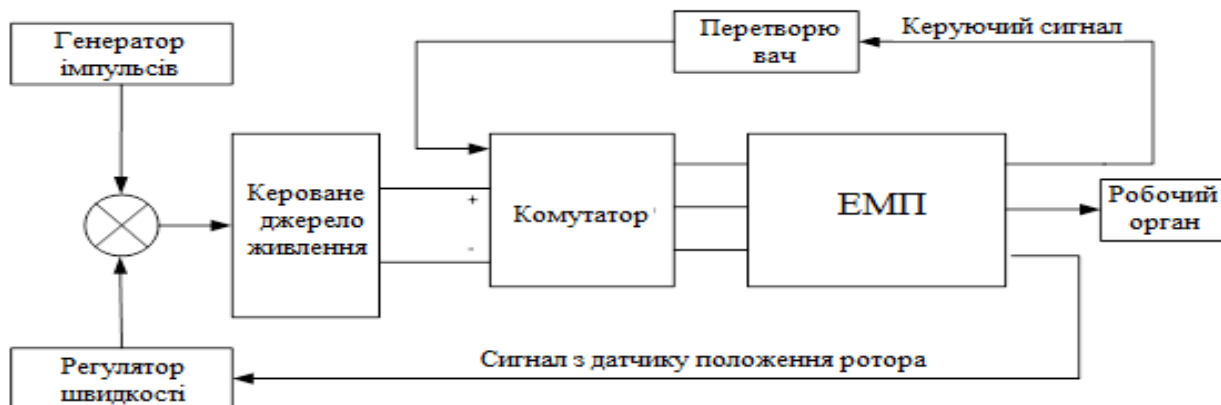 Генератор
імпульсів
Перетворю
вач
Керуючий сигнал
Кероване
джерело
живлення
+
-
Комутатор
ЕМП
Робочий
орган
Регулятор
швидкості
Сигнал з датчику положення ротора